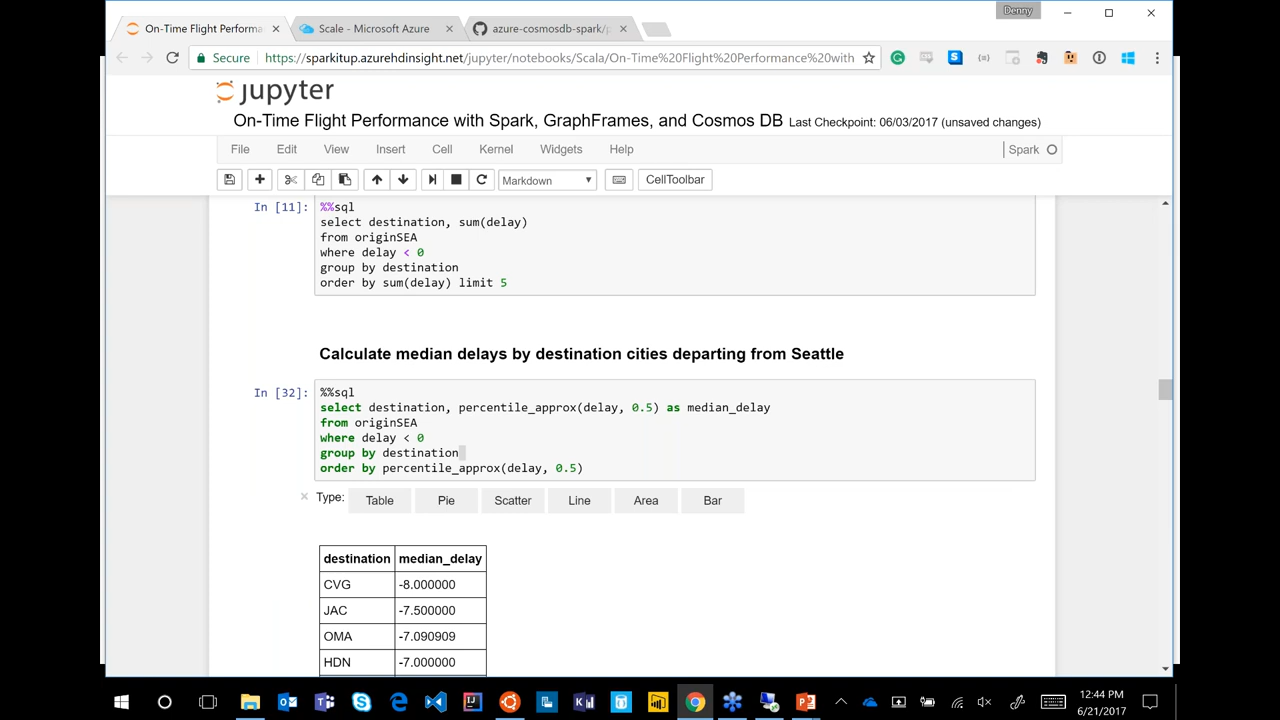 Denny
On-Time Flight Performa
Scale - Microsoft Azure
azure-cosmosdb-spark/p
Secure
https://sparkitup.azurehdinsight.net/jupyter/notebooks/Scala/On-Time%20Flight%20Performance%20with
jupyter
On-Time Flight Performance with Spark, GraphFrames, and Cosmos DB Last Checkpoint: 06/03/2017 (unsaved changes)
File Edit View Insert Cell Kernel Widgets Help
Spark
Markdown
CellToolbar
In [11]:
%%sql
select destination, sum(delay)
from originSEA
where delay < 0
group by destination
order by sum(delay) limit 5
Calculate median delays by destination cities departing from Seattle
In [32]:
%%sql
select destination, percentile_approx(delay, 0.5) as median_delay
from originSEA
where delay < 0
group by destination
order by percentile_approx(delay, 0.5)
Type: Table Pie Scatter Line Area Bar
destination median_delay
CVG -8.000000
JAC -7.500000
OMA -7.090909
HDN -7.000000
12:44 PM
6/21/2017